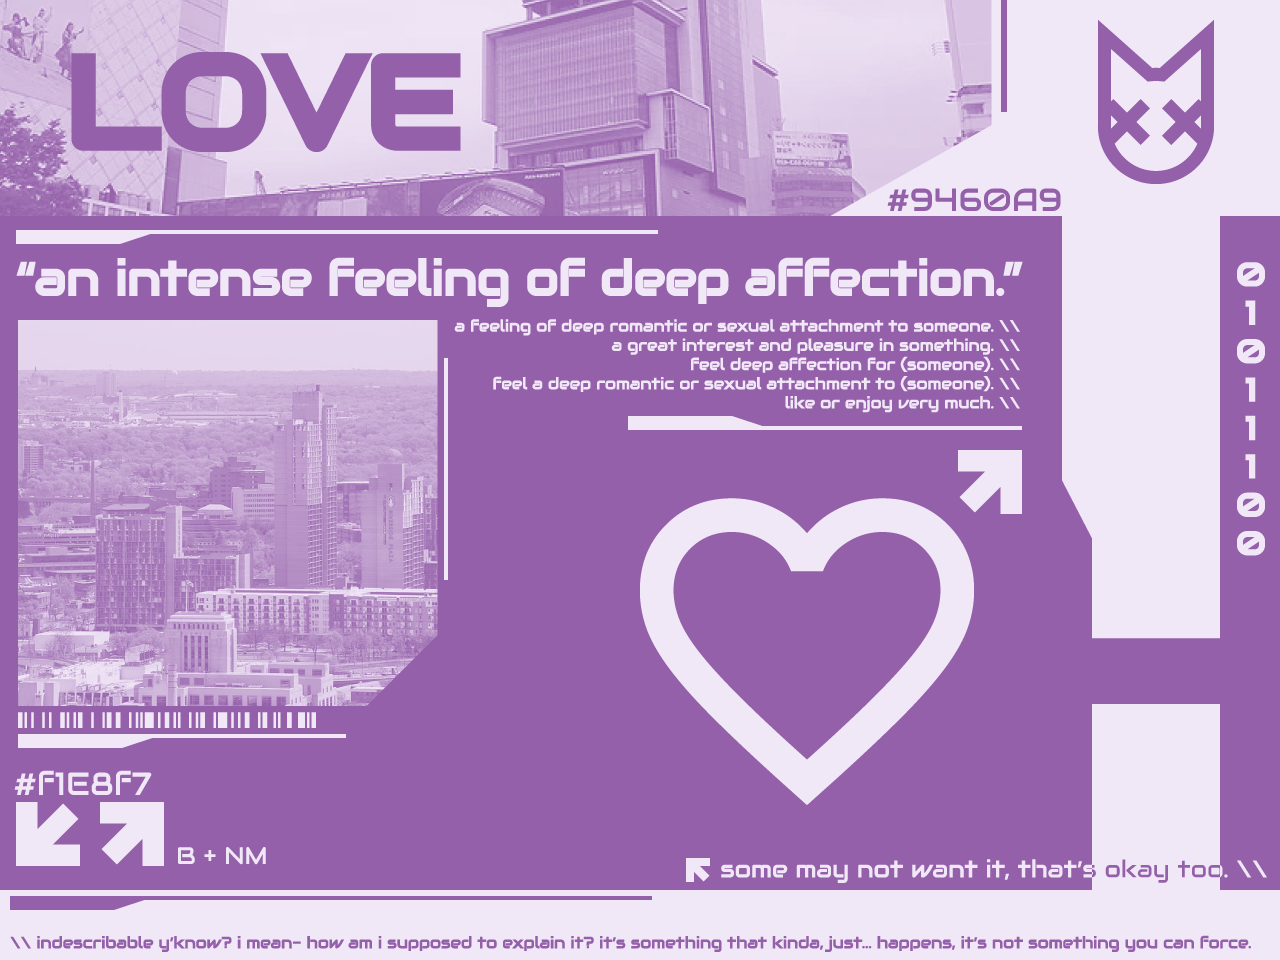 LOVE
#9460A9
“an intense feeling of deep affection.”
a feeling of deep romantic or sexual attachment to someone. \\
a great interest and pleasure in something. \\
feel deep affection for (someone). \\
feel a deep romantic or sexual attachment to (someone). \\
like or enjoy very much. \\
0
1
0
1
1
1
0
0
#f1E8f7
B + NM
some may not want it, that's okay too. \\
\\ indescribable y'know? i mean- how am i supposed to explain it? it's something that kinda, just... happens, it's not something you can force.